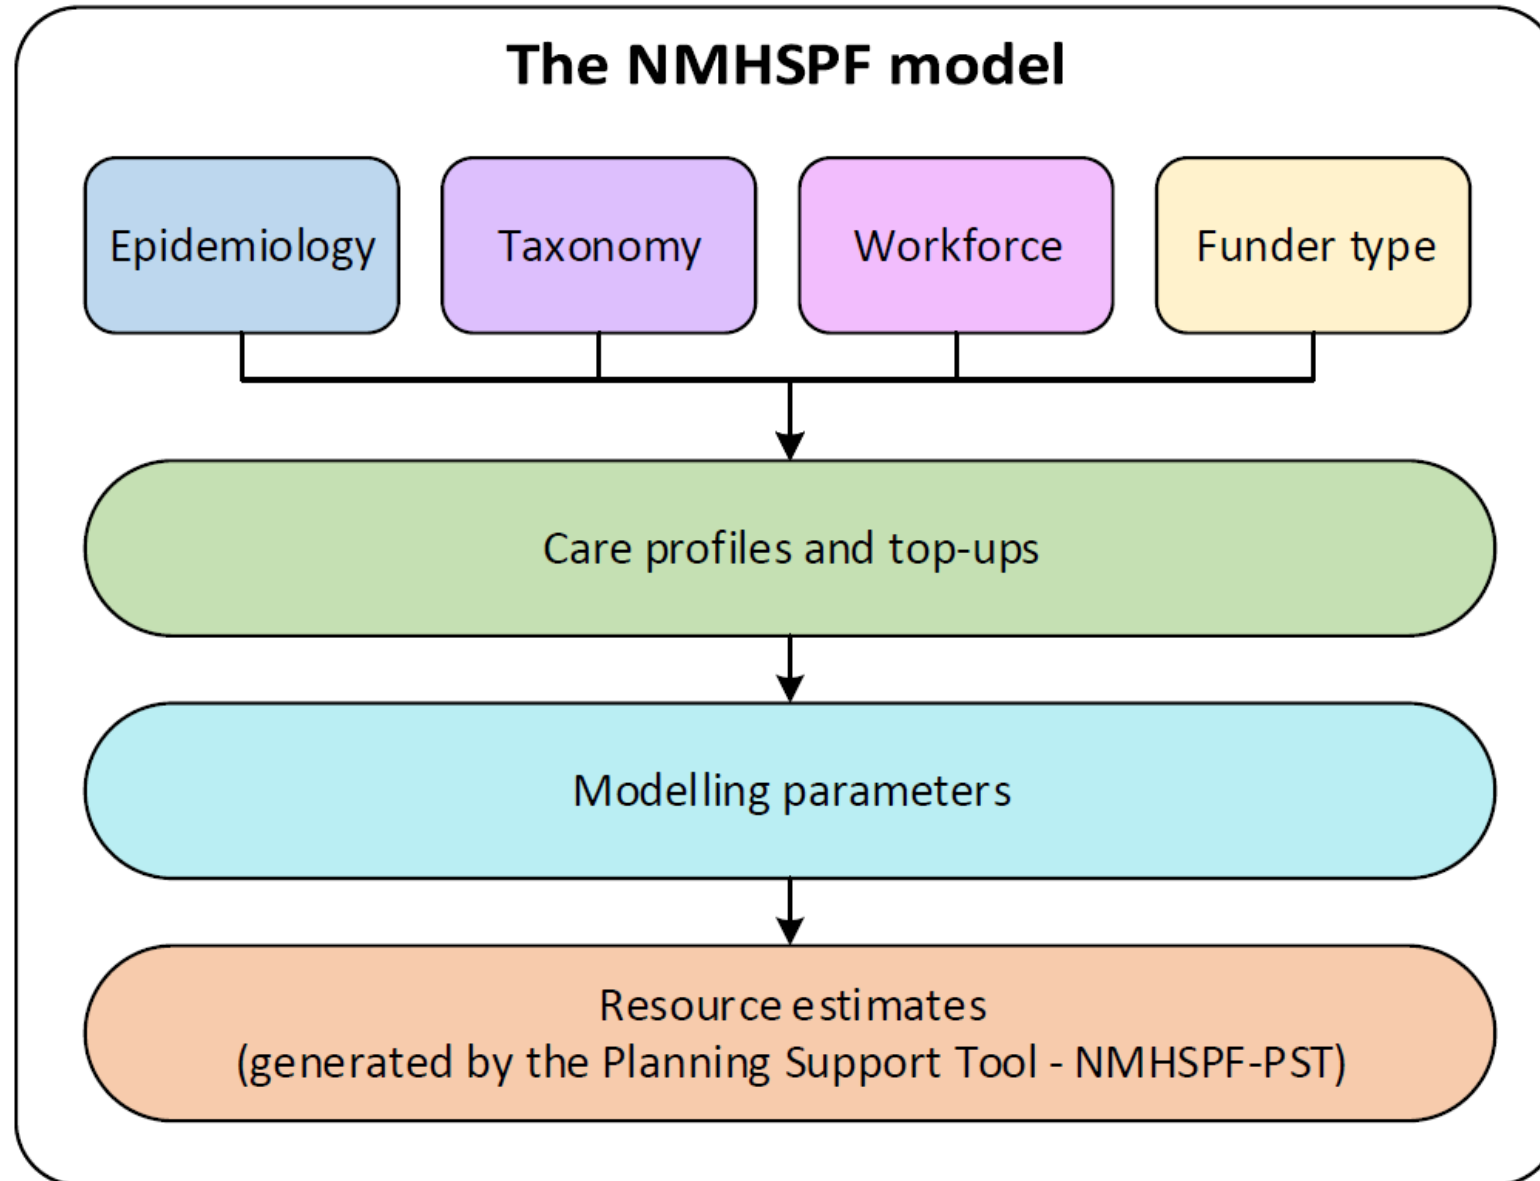 The NMHSPF model
Epidemiology
Taxonomy
Workforce
Funder type
Care profiles and top-ups
Modelling parameters
Resource estimates
(generated by the Planning Support Tool - NMHSPF-PST)